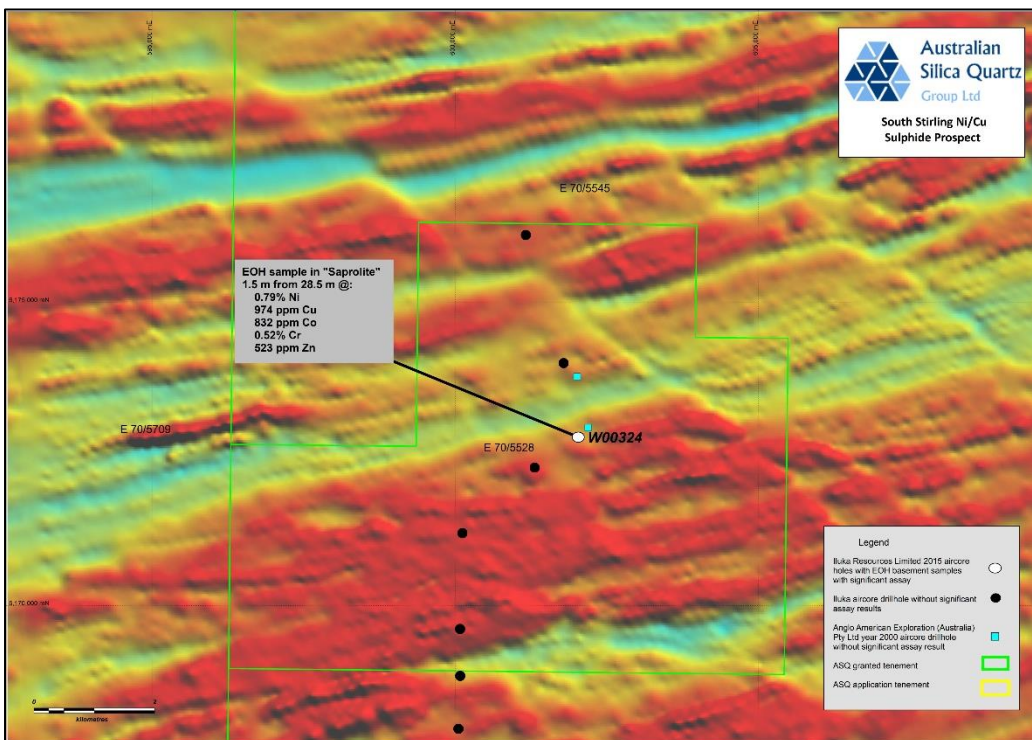 Australian
Silica Quartz
Group Ltd
South Stirling Ni/Cu
Sulphide Prospect
E 70/5545
EOH sample in "Saprolite"
1.5 m from 28.5 m @:
0.79% Ni
974 ppm Cu
832 ppm Co
0.52% Cr
523 ppm Zn
E 70/5709
W00324
E 70/5528
Legend
Iluka Resources Limited 2015 aircore
holes with EOH basement samples
with significant assay
Iluka aircore drillhole without significant
assay results
Anglo American Exploration (Australia)
Pty Ltd year 2000 aircore drillhole
without significant assay result
ASQ granted tenement
ASQ application tenement
0
kilometres